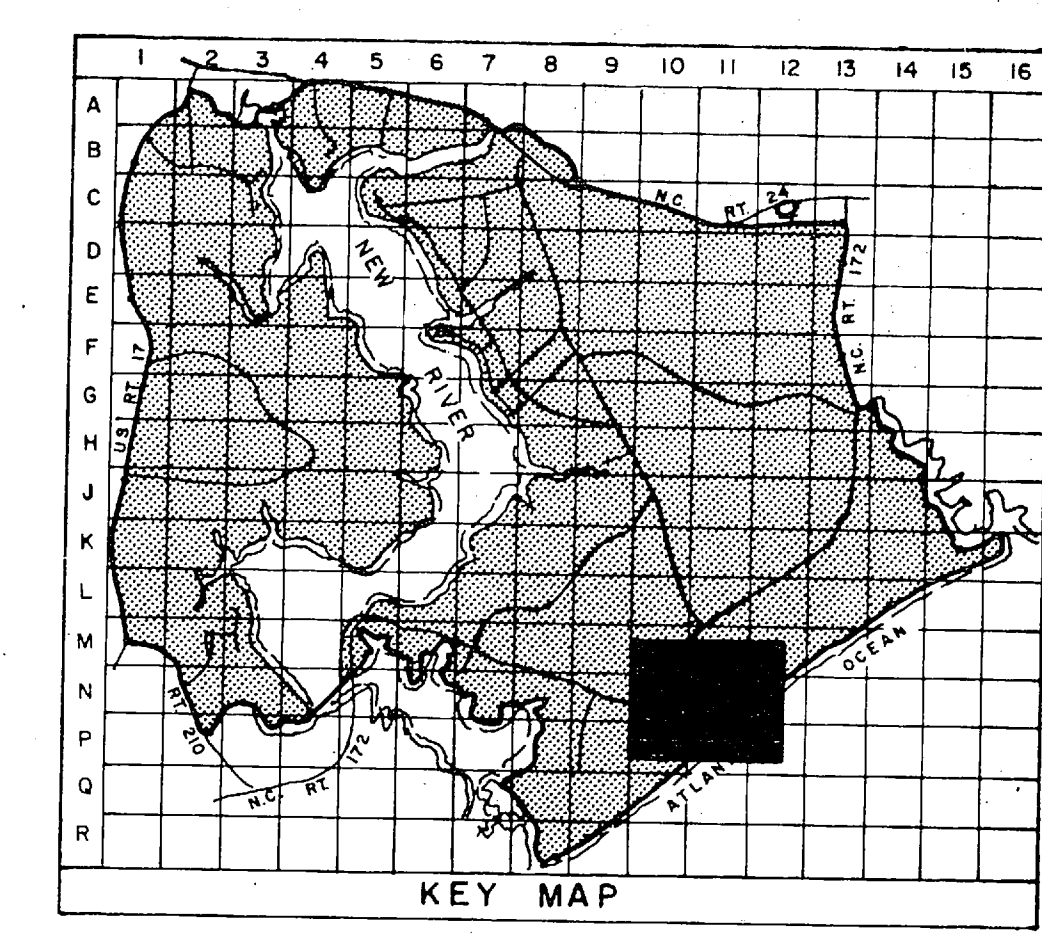 1 2 3 4 5 6 7 8 9 10 11 12 13 14 15 16
A
B
C
N.C. RT. 24
D
NEW
172
E
N.C. RT.
F
US RT 17
G
RIVER
H
J
K
L
M
OCEAN
N
RT. 210
P
172
N.C. RT.
ATLAN
Q
R
KEY MAP